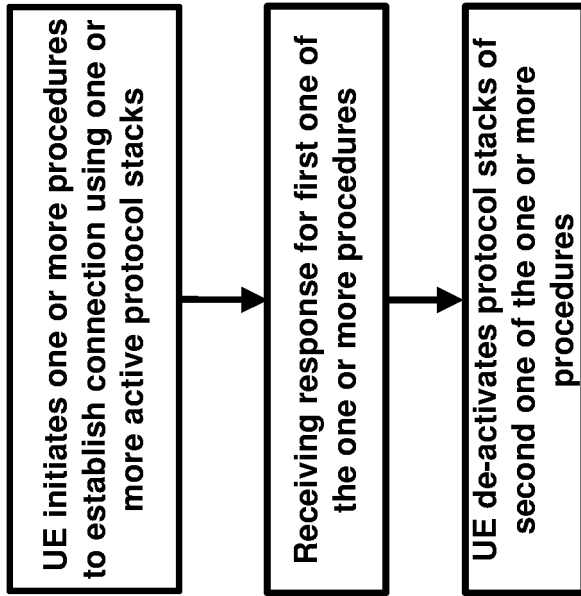 UE initiates one or more procedures
to establish connection using one or
more active protocol stacks
Receiving response for first one of
the one or more procedures
UE de-activates protocol stacks of
second one of the one or more
procedures